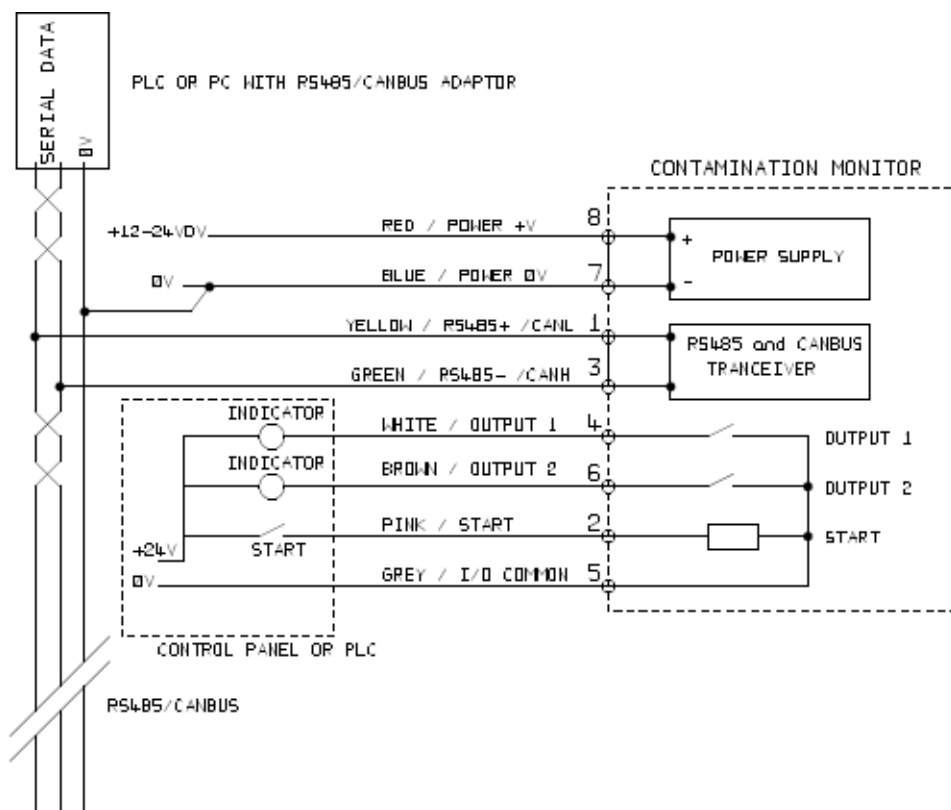 SERIAL DATA
0V
PLC OR PC WITH RS485/CANBUS ADAPTOR
CONTAMINATION MONITOR
+12-24VDV
RED / POWER +V
8
+
POWER SUPPLY
0V
BLUE / POWER 0V
7
-
YELLOW / RS485+ /CANL
1
RS485 and CANBUS
TRANCEIVER
GREEN / RS485- /CANH
3
INDICATOR
WHITE / OUTPUT 1
4
OUTPUT 1
INDICATOR
BROWN / OUTPUT 2
6
OUTPUT 2
START
PINK / START
2
START
+24V
0V
GREY / I/O COMMON
5
CONTROL PANEL OR PLC
RS485/CANBUS